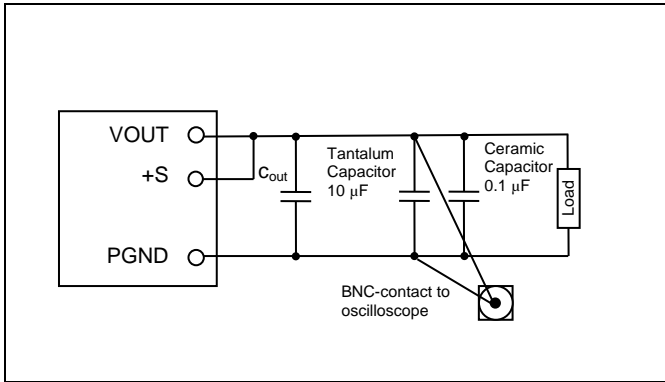 VOUT
+S
PGND
cout
Tantalum
Capacitor
10 μF
Ceramic
Capacitor
0.1 μF
Load
BNC-contact to
oscilloscope